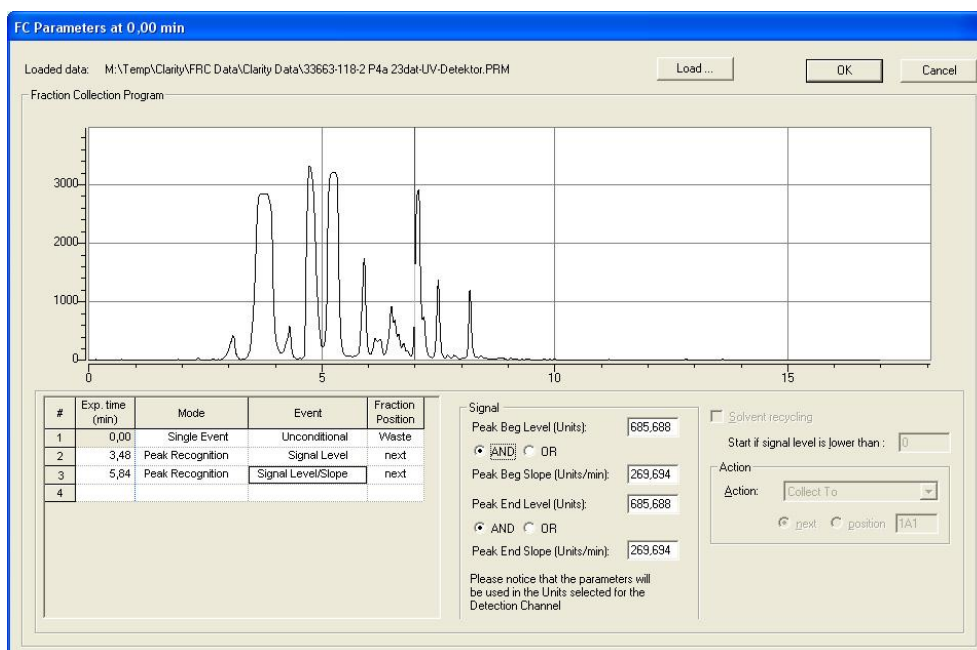 FC Parameters at 0,00 min
Loaded data: M:\Temp\Clarity\FRC Data\Clarity Data\33663-118-2 P4a 23dat-UV-Detektor.PRM
Load ...
OK
Cancel
Fraction Collection Program
3000
2000
1000
0
0 5 10 15
# Exp. time (min) Mode Event Fraction Position
1 0,00 Single Event Unconditional Waste
2 3,48 Peak Recognition Signal Level next
3 5,84 Peak Recognition Signal Level/Slope next
4
Signal
Peak Beg Level (Units): 685,688
AND OR
Peak Beg Slope (Units/min): 269,694
Peak End Level (Units): 685,688
AND OR
Peak End Slope (Units/min): 269,694
Please notice that the parameters will
be used in the Units selected for the
Detection Channel
Solvent recycling
Start if signal level is lower than : 0
Action
Action: Collect To
next position 1A1